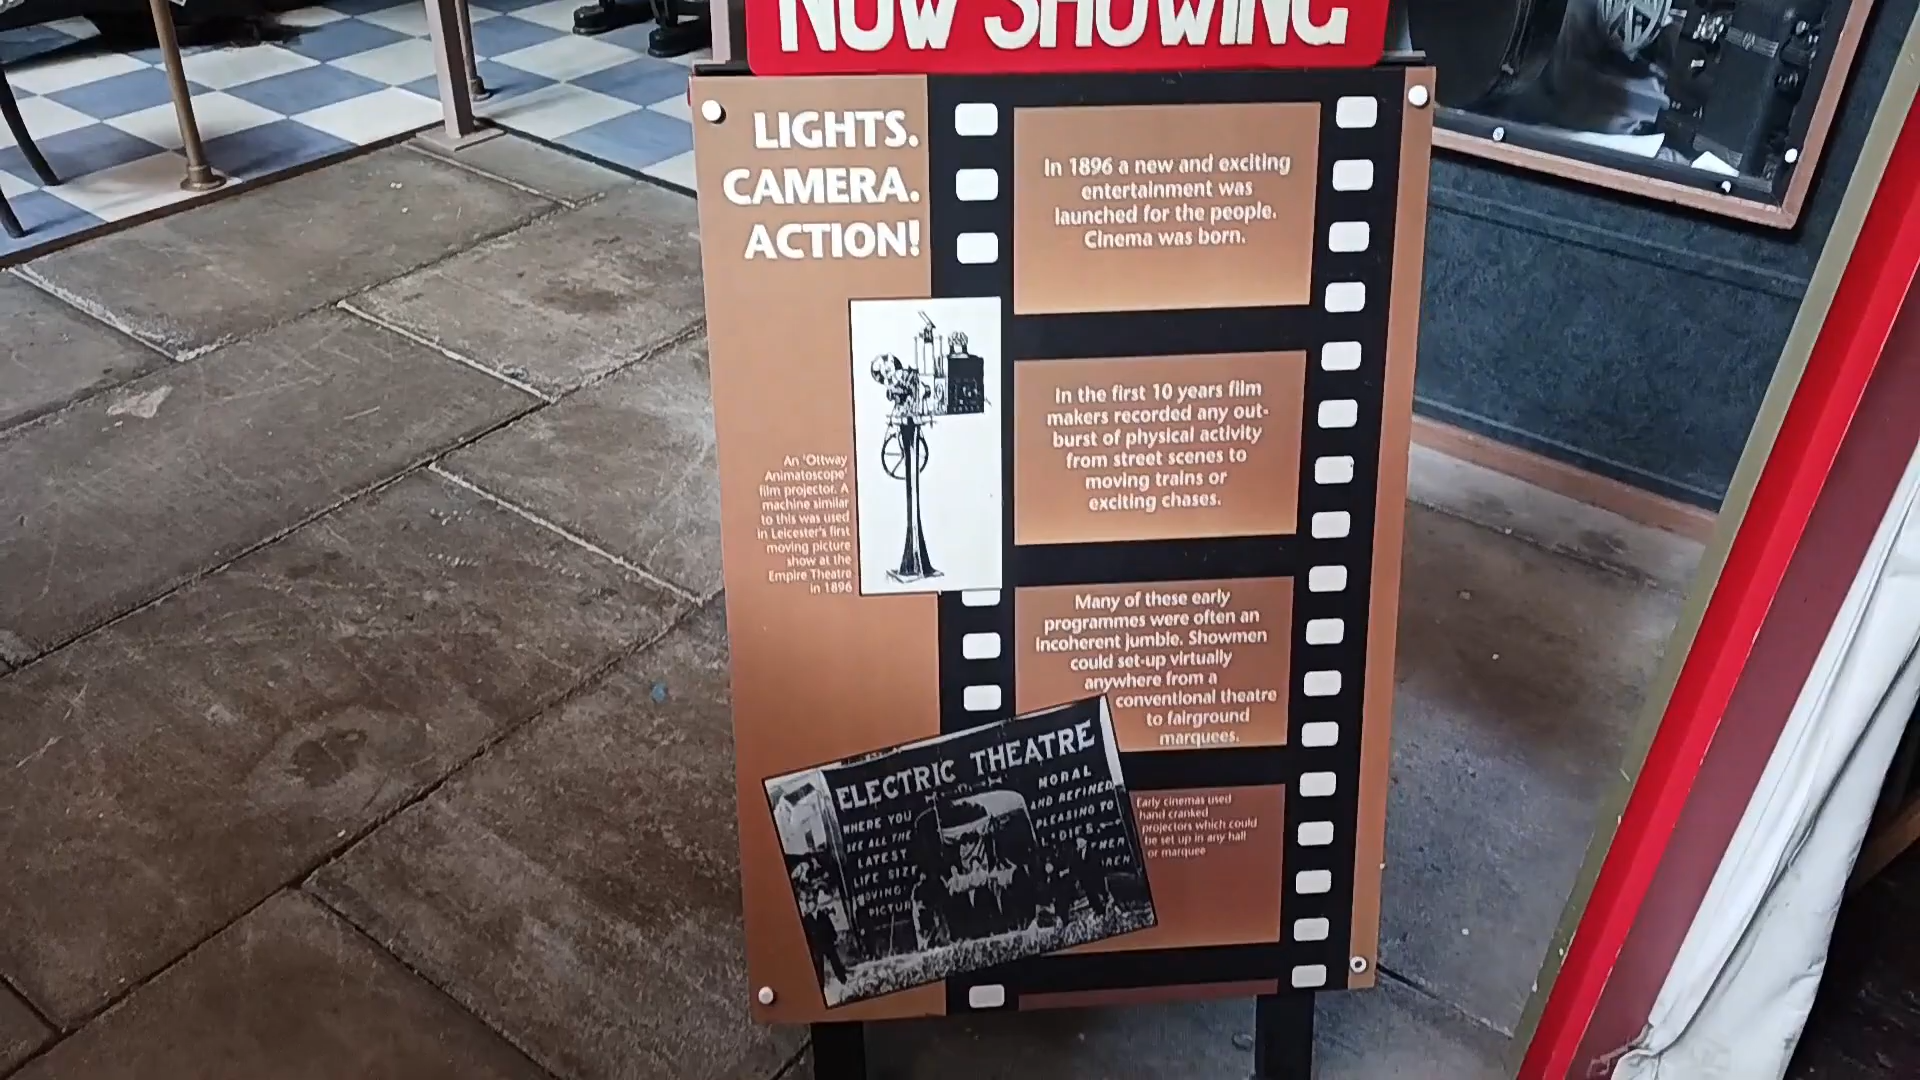 NOW SHOWING
LIGHTS.
CAMERA.
ACTION!
In 1896 a new and exciting
entertainment was
launched for the people.
Cinema was born.
In the first 10 years film
makers recorded any out-
burst of physical activity
from street scenes to
moving trains or
exciting chases.
An 'Ottway
Animatoscope'
film projector. A
machine similar
to this was used
in Leicester's first
moving picture
show at the
Empire Theatre
in 1896
Many of these early
programmes were often an
incoherent jumble. Showmen
could set-up virtually
anywhere from a
conventional theatre
to fairground
marquees.
ELECTRIC THEATRE
WHERE YOU
SEE ALL THE
LATEST
LIFE SIZE
MOVING
PICTUR
MORAL
AND REFINED
PLEASING TO
LADIES
Early cinemas used
hand cranked
projectors which could
be set up in any hall
or marquee